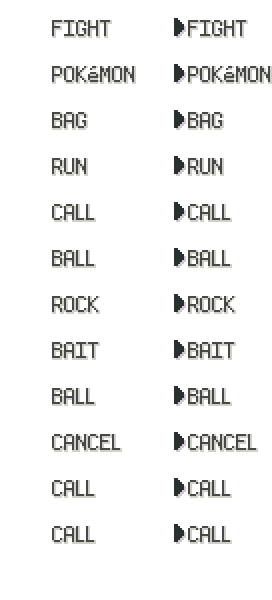 FIGHT ▶FIGHT
POKéMON ▶POKéMON
BAG ▶BAG
RUN ▶RUN
CALL ▶CALL
BALL ▶BALL
ROCK ▶ROCK
BAIT ▶BAIT
BALL ▶BALL
CANCEL ▶CANCEL
CALL ▶CALL
CALL ▶CALL